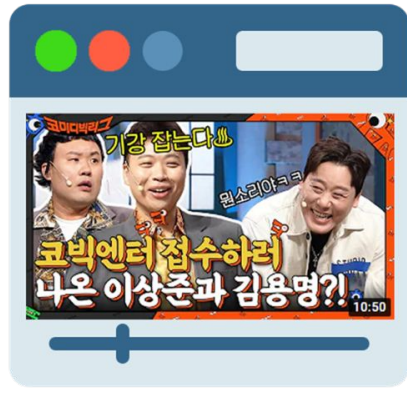 코미디빅리그
기강 잡는다♨
뭔소리야ㅋㅋ
코빅엔터 접수하러
나온 이상준과 김용명?!
10:50